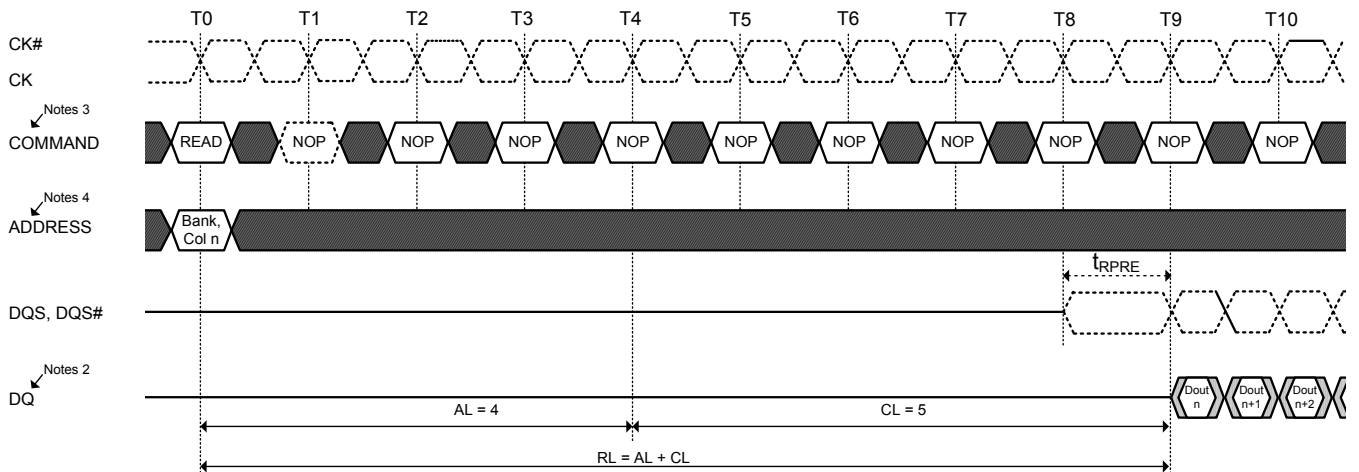 T0 T1 T2 T3 T4 T5 T6 T7 T8 T9 T10
CK#
CK
Notes 3
COMMAND
READ NOP NOP NOP NOP NOP NOP NOP NOP NOP NOP
Notes 4
ADDRESS
Bank,
Col n
tRPRE
DQS, DQS#
Notes 2
DQ
Dout
n
Dout
n+1
Dout
n+2
AL = 4
CL = 5
RL = AL + CL